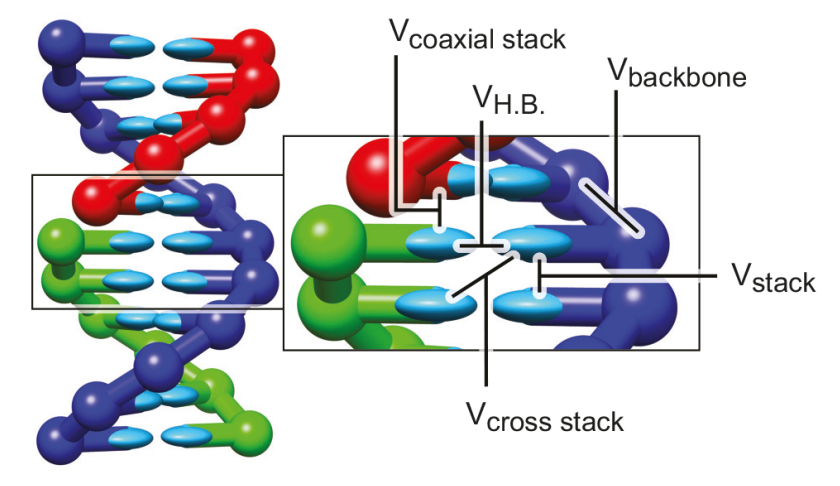 Vcoaxial stack
Vbackbone
VH.B.
Vstack
Vcross stack